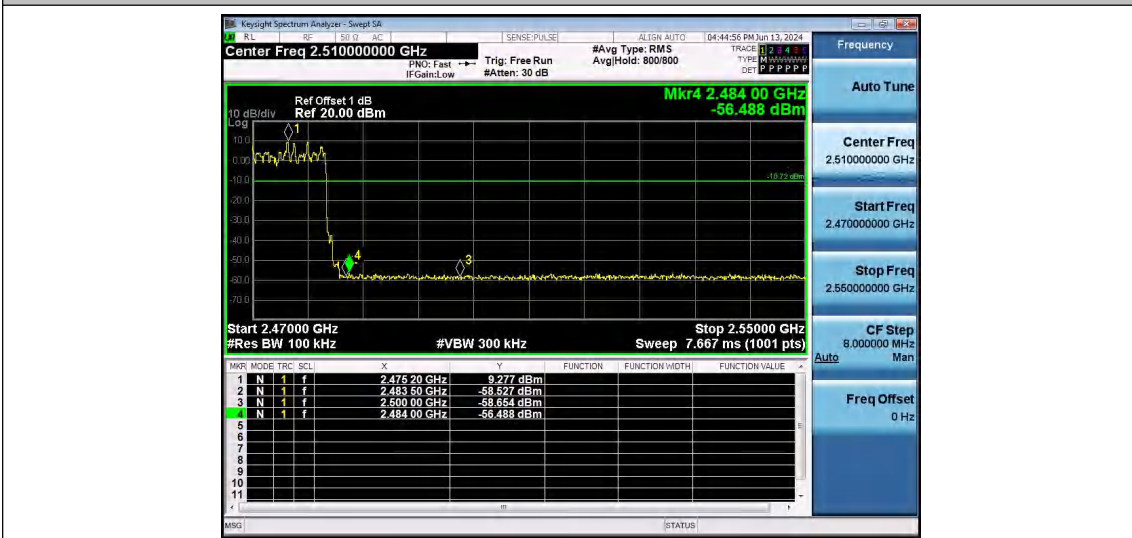 Keysight Spectrum Analyzer - Swept SA
RL RF 50 Ω AC SENSE:PULSE ALIGN AUTO 04:44:56 PM Jun 13, 2024
Center Freq 2.510000000 GHz
PNO: Fast
IFGain:Low
Trig: Free Run
#Atten: 30 dB
#Avg Type: RMS
Avg|Hold: 800/800
TRACE 1 2 3 4 5 6
TYPE M
DET P P P P P P
Frequency
Mkr4 2.484 00 GHz
-56.488 dBm
Ref Offset 1 dB
10 dB/div Ref 20.00 dBm
Log
10.0
0.00
-10.0
-20.0
-30.0
-40.0
-50.0
-60.0
-70.0
1
4
3
-10.72 dBm
Start 2.47000 GHz Stop 2.55000 GHz
#Res BW 100 kHz #VBW 300 kHz Sweep 7.667 ms (1001 pts)
MKR MODE TRC SCL X Y FUNCTION FUNCTION WIDTH FUNCTION VALUE
1 N 1 f 2.475 20 GHz 9.277 dBm
2 N 1 f 2.483 50 GHz -58.527 dBm
3 N 1 f 2.500 00 GHz -58.654 dBm
4 N 1 f 2.484 00 GHz -56.488 dBm
5
6
7
8
9
10
11
MSG STATUS
Auto Tune
Center Freq
2.510000000 GHz
Start Freq
2.470000000 GHz
Stop Freq
2.550000000 GHz
CF Step
8.000000 MHz
Auto Man
Freq Offset
0 Hz